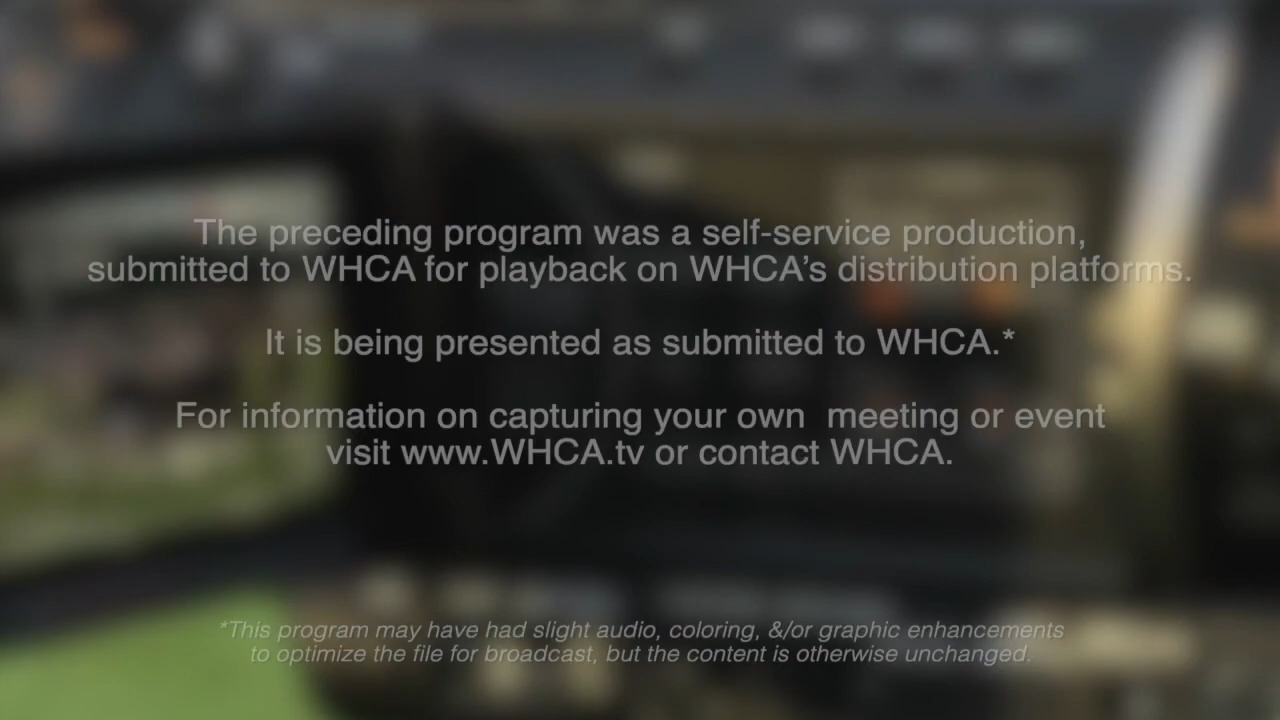 The preceding program was a self-service production,
submitted to WHCA for playback on WHCA’s distribution platforms.
It is being presented as submitted to WHCA.*
For information on capturing your own  meeting or event
visit www.WHCA.tv or contact WHCA.
*This program may have had slight audio, coloring, &/or graphic enhancements
to optimize the file for broadcast, but the content is otherwise unchanged.